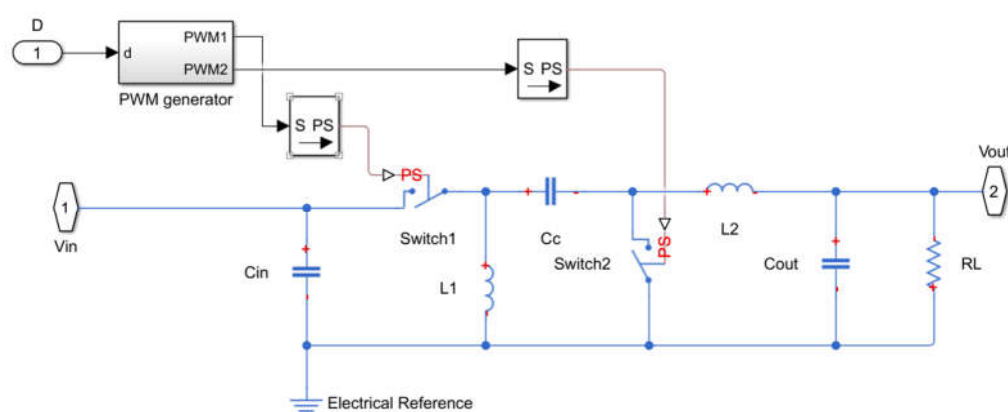 D
1
d
PWM1
PWM2
PWM generator
S PS
S PS
PS
Vout
2
1
Vin
Switch1
Cc
Switch2
PS
L2
Cin
L1
Cout
RL
Electrical Reference